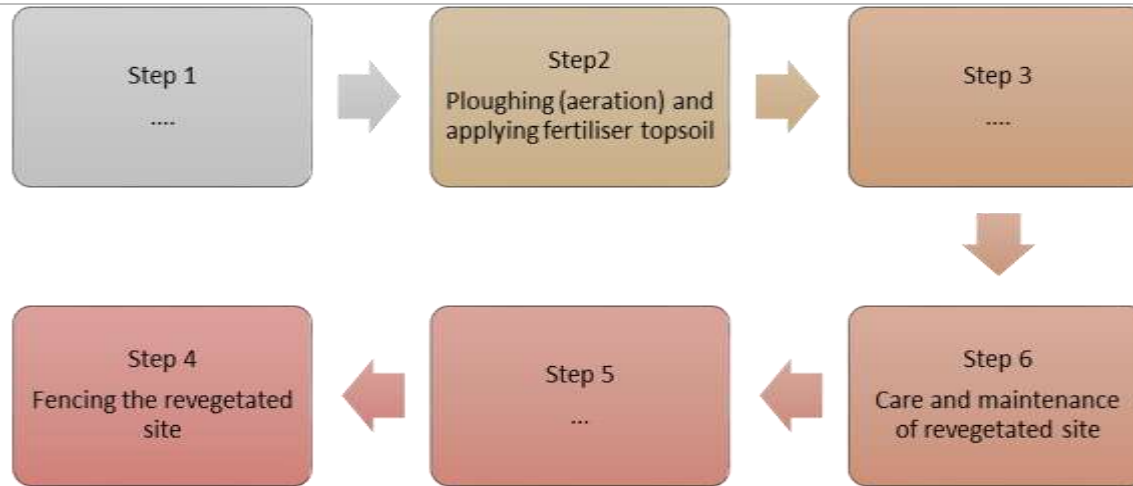 Step 1
....
Step2
Ploughing (aeration) and
applying fertiliser topsoil
Step 3
....
Step 4
Fencing the revegetated
site
Step 5
...
Step 6
Care and maintenance
of revegetated site